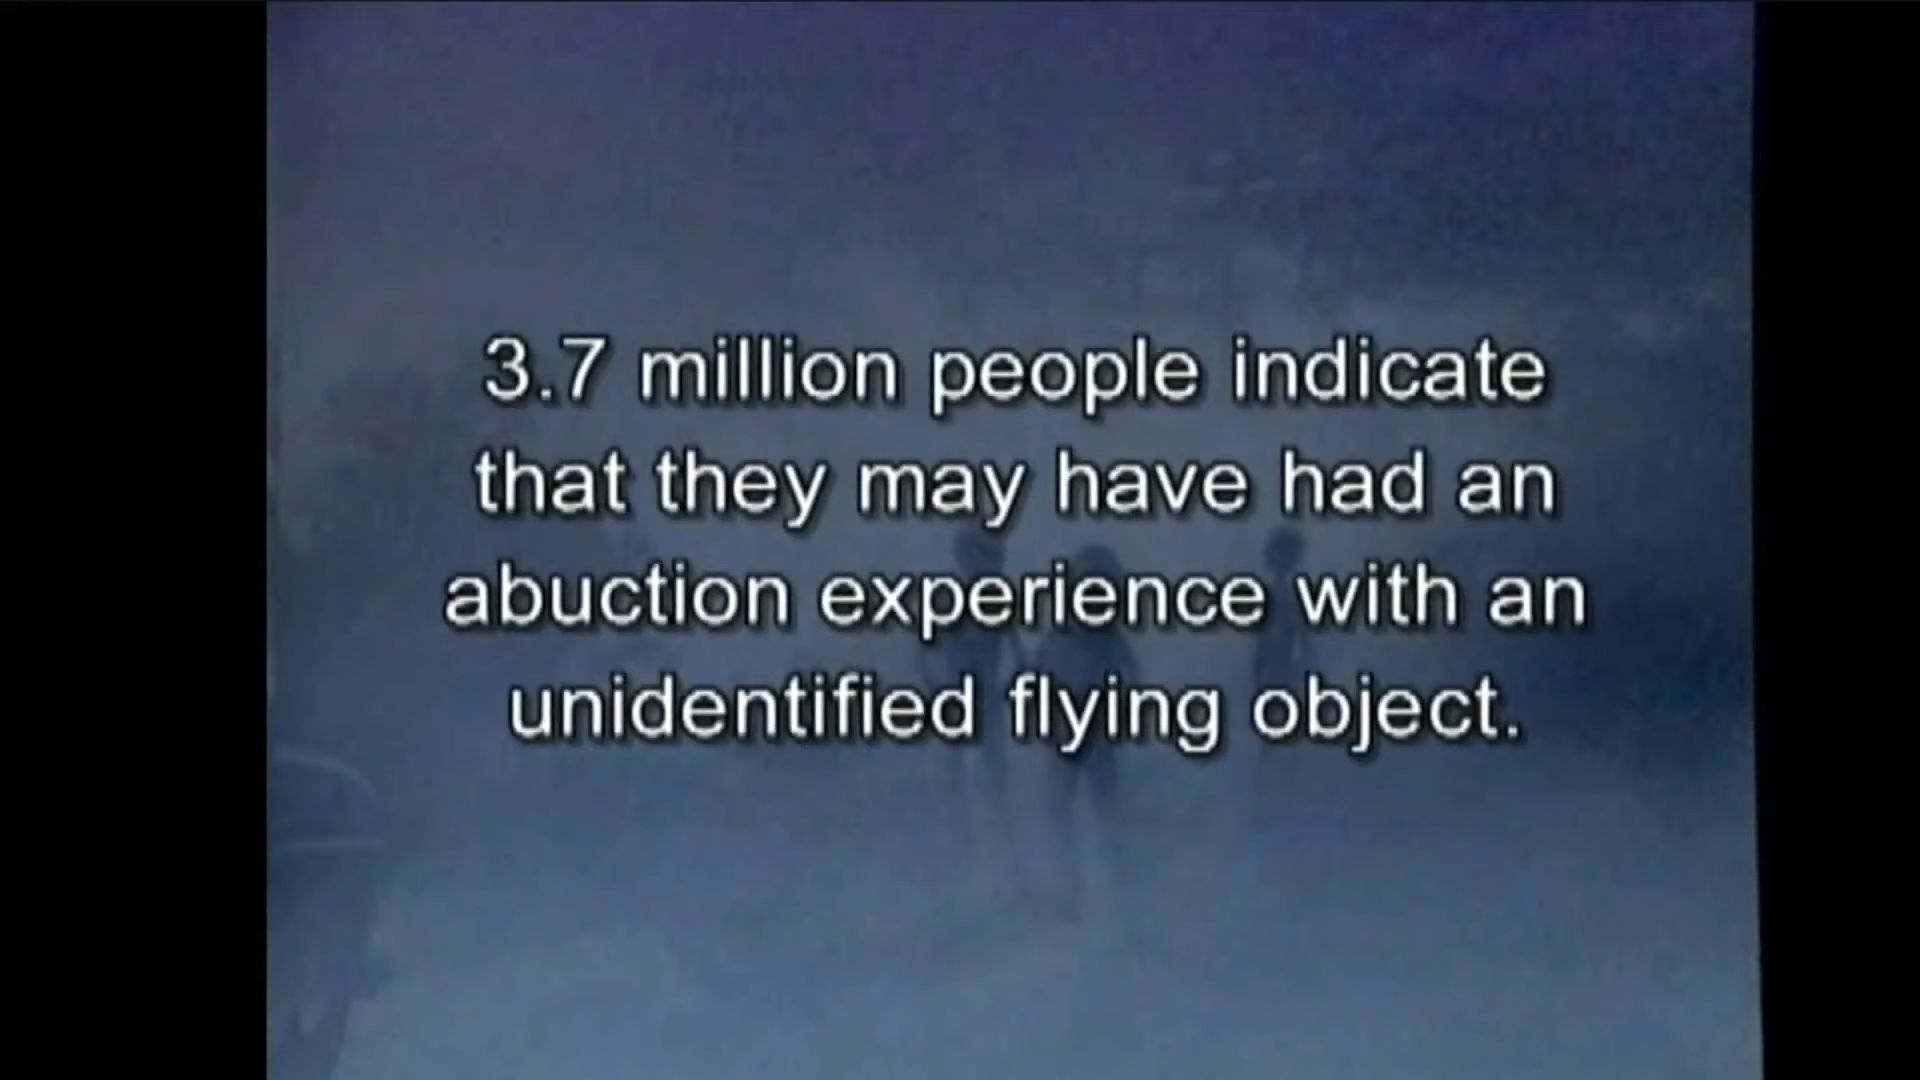 3.7 million people indicate
that they may have had an
abuction experience with an
unidentified flying object.